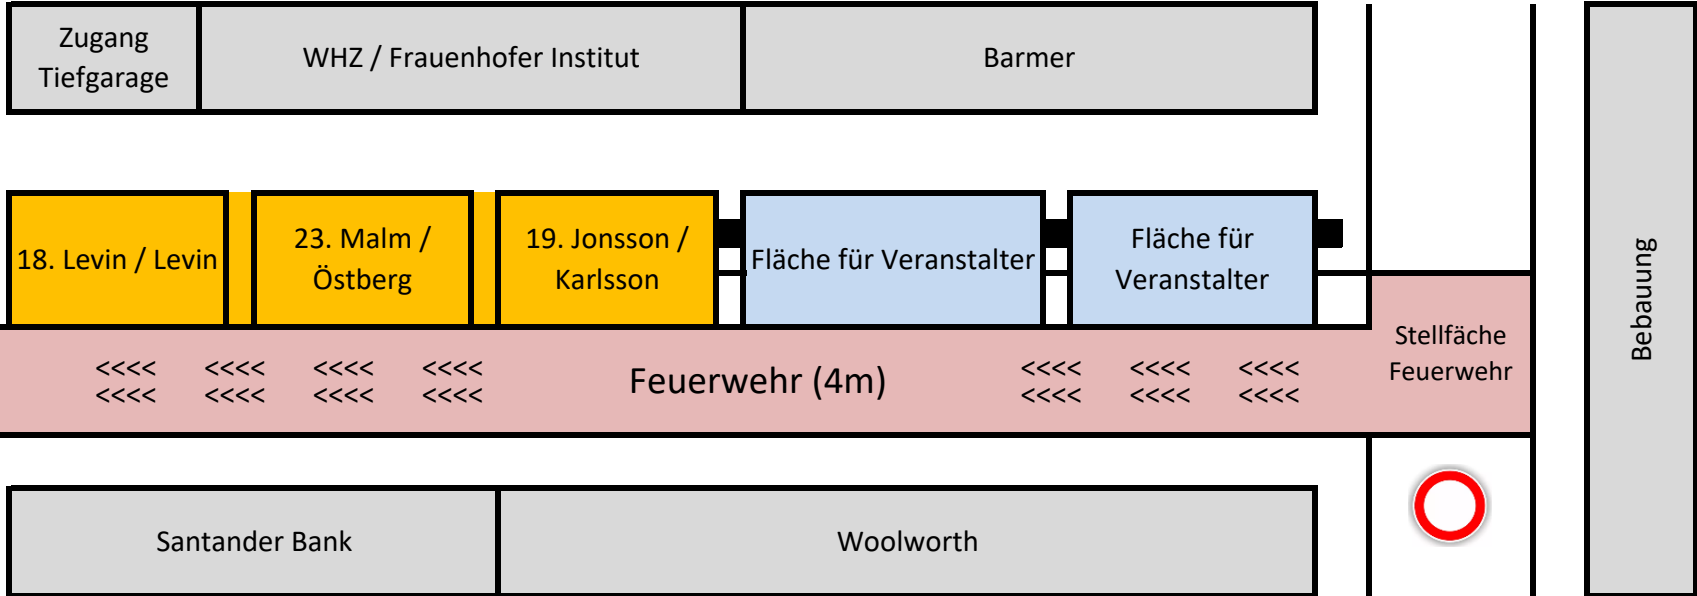 Zugang
Tiefgarage
WHZ / Frauenhofer Institut
Barmer
18. Levin / Levin
23. Malm /
Östberg
19. Jonsson /
Karlsson
Fläche für Veranstalter
Fläche für
Veranstalter
<<<< <<<< <<<< <<<<
<<<< <<<< <<<< <<<<
Feuerwehr (4m)
<<<< <<<< <<<<
<<<< <<<< <<<<
Stellfäche
Feuerwehr
Bebauung
Santander Bank
Woolworth